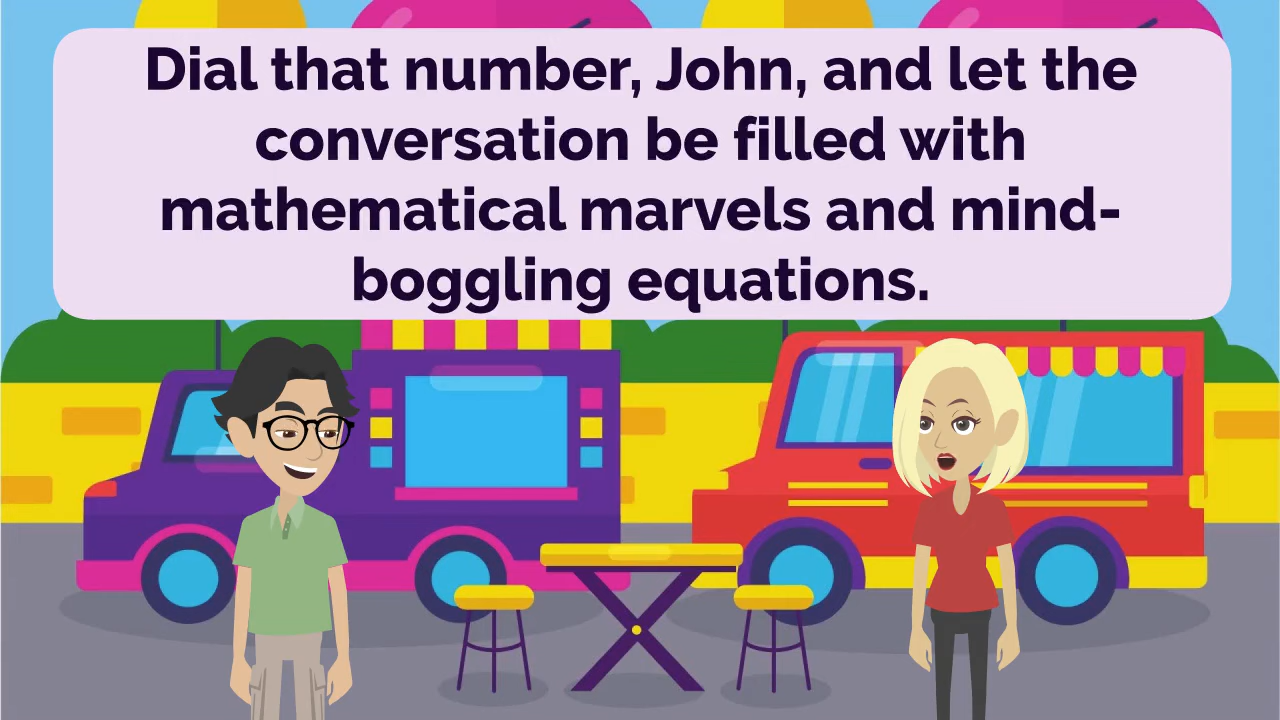 Dial that number, John, and let the
conversation be filled with
mathematical marvels and mind-
boggling equations.